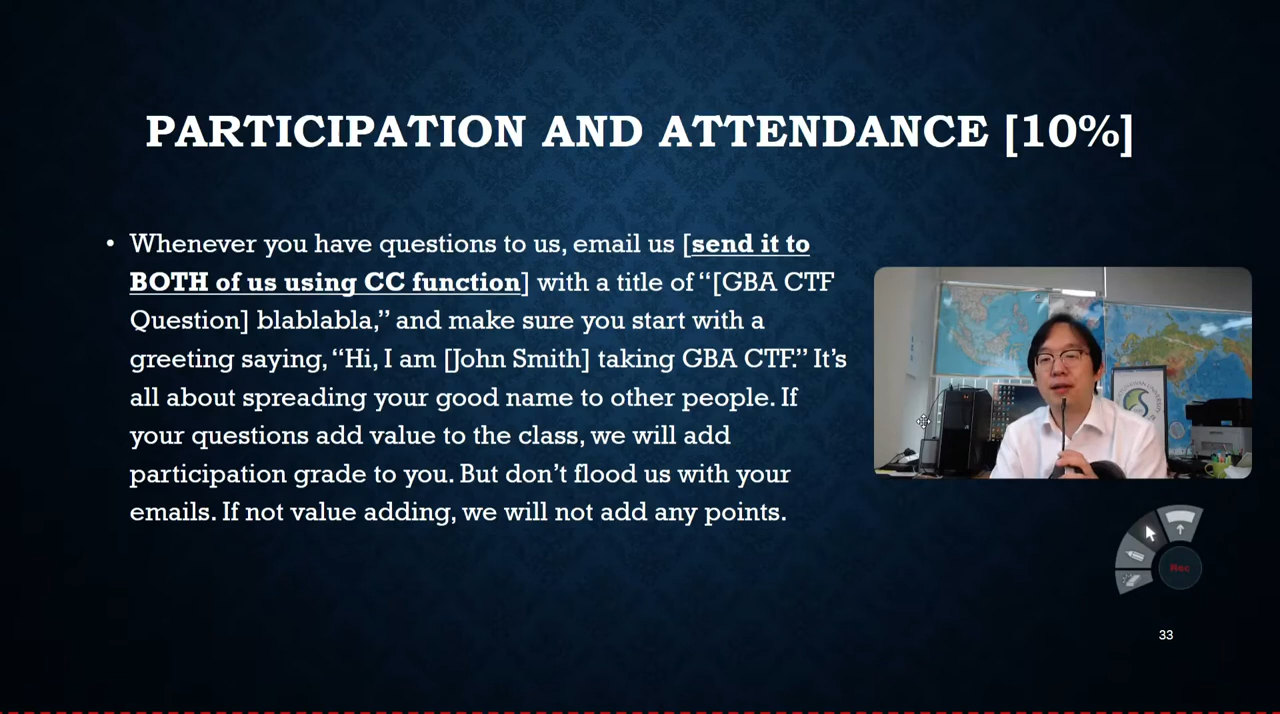 PARTICIPATION AND ATTENDANCE [10%]
• Whenever you have questions to us, email us [send it to
BOTH of us using CC function] with a title of “[GBA CTF
Question] blablabla,” and make sure you start with a
greeting saying, “Hi, I am [John Smith] taking GBA CTF.” It’s
all about spreading your good name to other people. If
your questions add value to the class, we will add
participation grade to you. But don’t flood us with your
emails. If not value adding, we will not add any points.
Rec
33